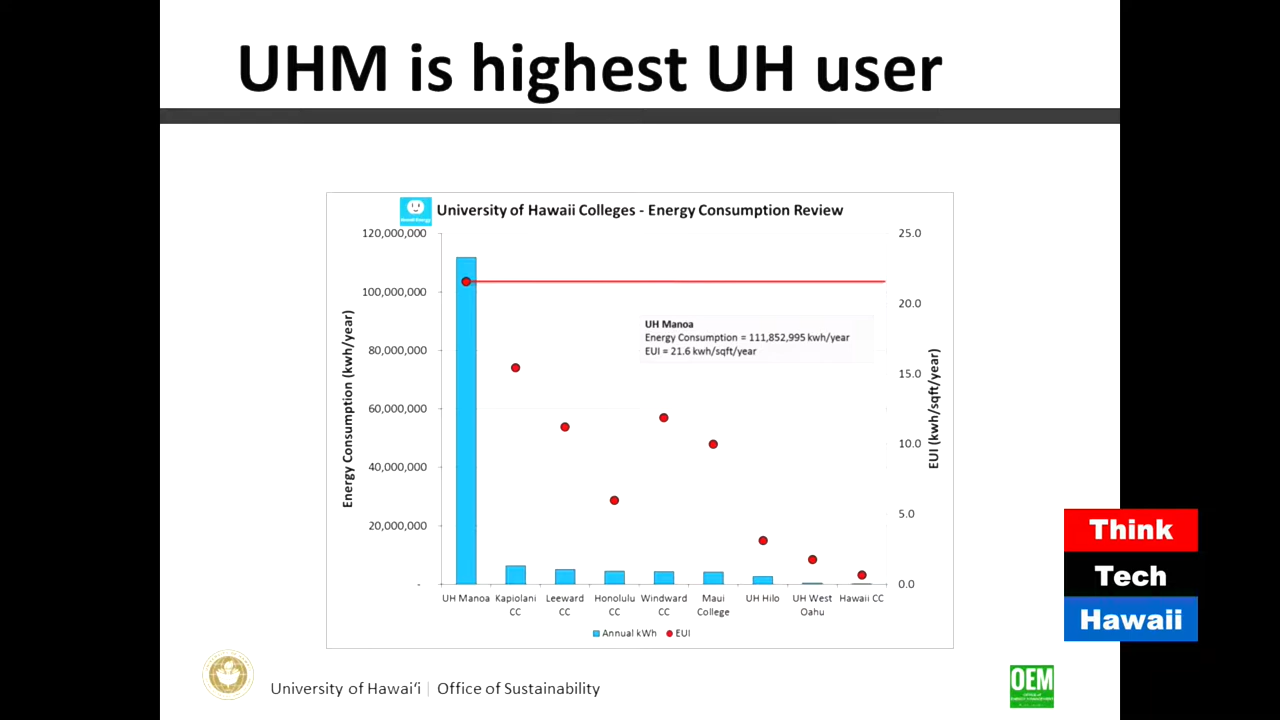 UHM is highest UH user
University of Hawaii Colleges - Energy Consumption Review
120,000,000
100,000,000
80,000,000
60,000,000
40,000,000
20,000,000
-
Energy Consumption (kwh/year)
25.0
20.0
15.0
10.0
5.0
0.0
EUI (kwh/sqft/year)
UH Manoa
Energy Consumption = 111,852,995 kwh/year
EUI = 21.6 kwh/sqft/year
UH Manoa
Kapiolani
CC
Leeward
CC
Honolulu
CC
Windward
CC
Maui
College
UH Hilo
UH West
Oahu
Hawaii CC
Annual kWh
EUI
Think
Tech
Hawaii
University of Hawaiʻi | Office of Sustainability
OEM